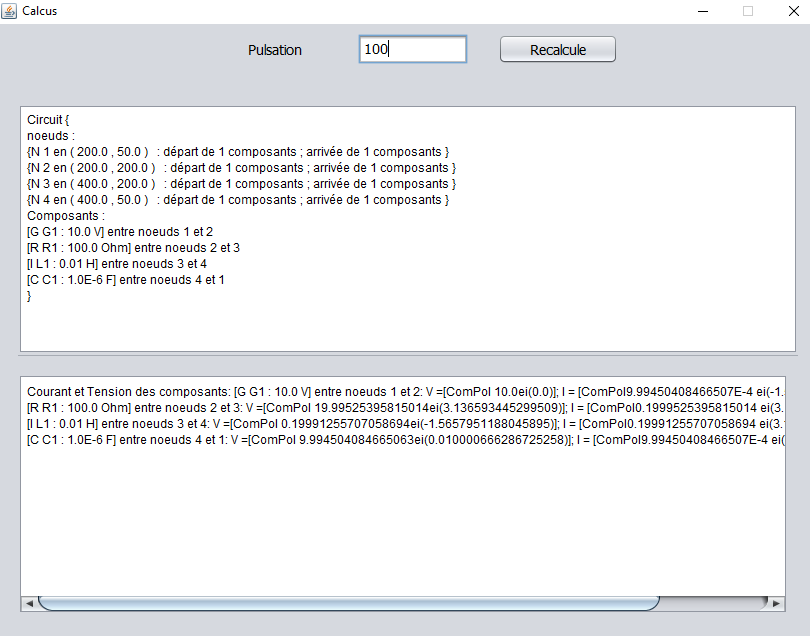 Calcus
Pulsation 100 Recalcule
Circuit {
noeuds :
{N 1 en ( 200.0 , 50.0 ) : départ de 1 composants ; arrivée de 1 composants }
{N 2 en ( 200.0 , 200.0 ) : départ de 1 composants ; arrivée de 1 composants }
{N 3 en ( 400.0 , 200.0 ) : départ de 1 composants ; arrivée de 1 composants }
{N 4 en ( 400.0 , 50.0 ) : départ de 1 composants ; arrivée de 1 composants }
Composants :
[G G1 : 10.0 V] entre noeuds 1 et 2
[R R1 : 100.0 Ohm] entre noeuds 2 et 3
[I L1 : 0.01 H] entre noeuds 3 et 4
[C C1 : 1.0E-6 F] entre noeuds 4 et 1
}
Courant et Tension des composants: [G G1 : 10.0 V] entre noeuds 1 et 2: V =[ComPol 10.0ei(0.0)]; I = [ComPol9.99450408466507E-4 ei(-1.
[R R1 : 100.0 Ohm] entre noeuds 2 et 3: V =[ComPol 19.99525395815014ei(3.136593445299509)]; I = [ComPol0.1999525395815014 ei(3.
[I L1 : 0.01 H] entre noeuds 3 et 4: V =[ComPol 0.19991255707058694ei(-1.5657951188045895)]; I = [ComPol0.19991255707058694 ei(3.
[C C1 : 1.0E-6 F] entre noeuds 4 et 1: V =[ComPol 9.994504084665063ei(0.010000666286725258)]; I = [ComPol9.99450408466507E-4 ei(